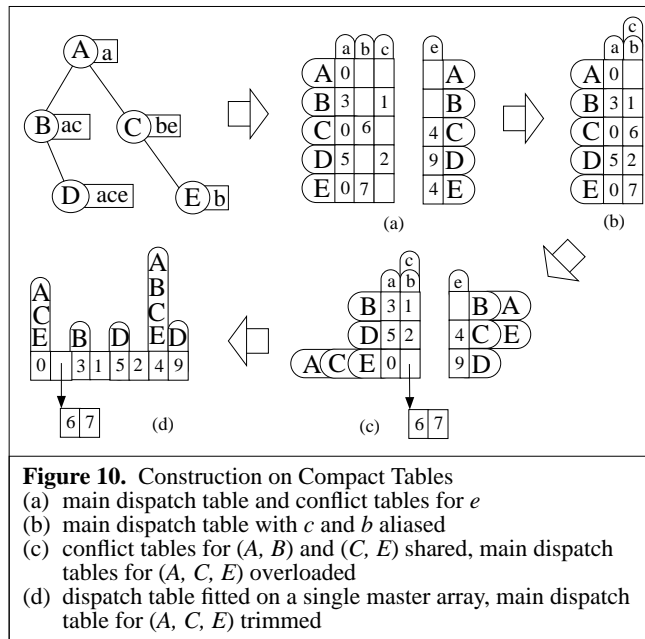 A a
B ac
C be
D ace
E b
a b c
e
A 0 A
B 3 1 B
C 0 6 4 C
D 5 2 9 D
E 0 7 4 E
(a)
c
a b
A 0
B 3 1
C 0 6
D 5 2
E 0 7
(b)
A C E
B
D
A B C E
D
0 3 1 5 2 4 9
6 7
(d)
c
a b e
B 3 1 B A
D 5 2 4 C E
A C E 0 9 D
6 7
(c)
Figure 10. Construction on Compact Tables
(a) main dispatch table and conflict tables for e
(b) main dispatch table with c and b aliased
(c) conflict tables for (A, B) and (C, E) shared, main dispatch
tables for (A, C, E) overloaded
(d) dispatch table fitted on a single master array, main dispatch
table for (A, C, E) trimmed